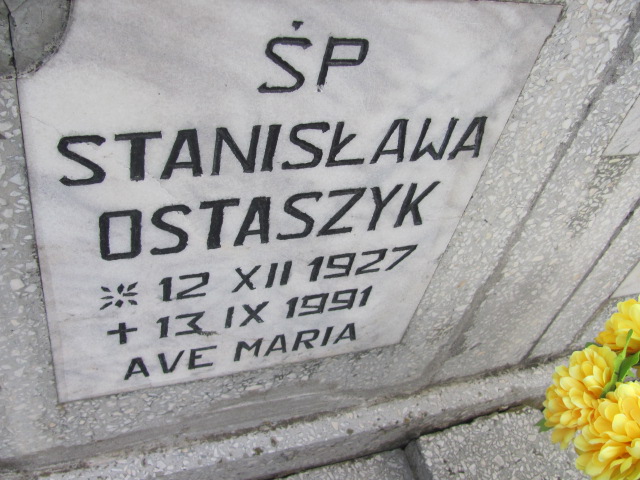 ŚP
STANISŁAWA
OSTASZYK
* 12 XII 1927
+ 13 IX 1991
AVE MARIA